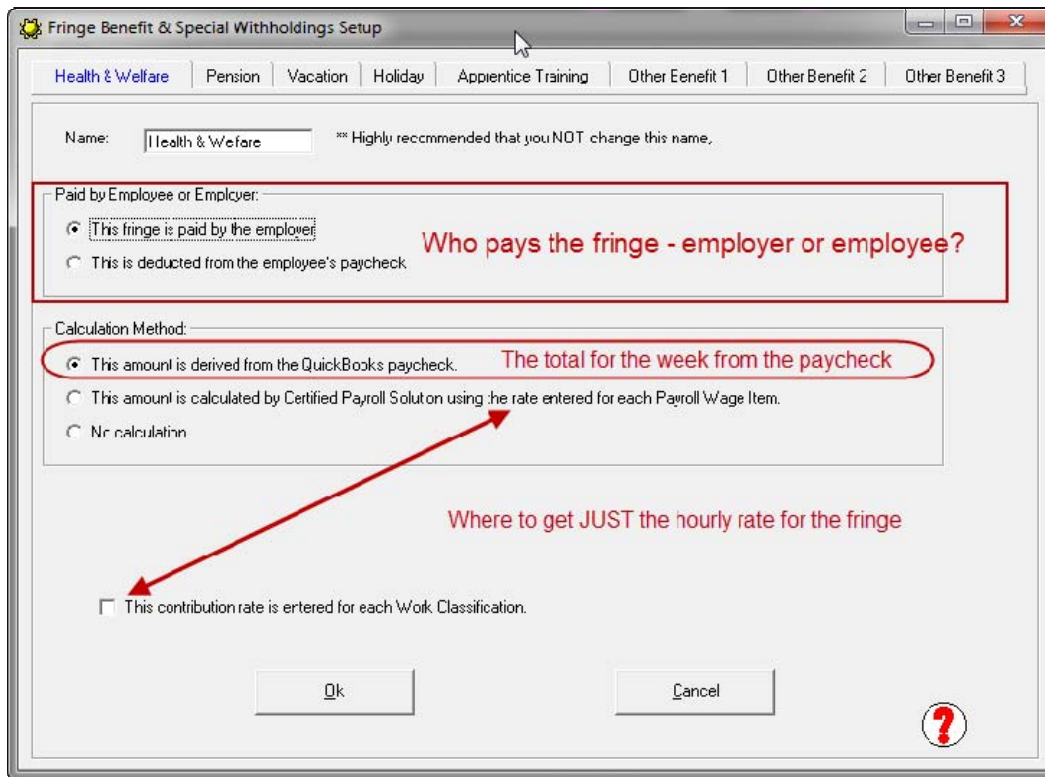 Fringe Benefit & Special Withholdings Setup
Health & Welfare Pension Vacation Holiday Apprentice Training Other Eenefit 1 Other Benefit 2 Other Benefit 3
Name: Health & Wefare ** Highly reccmmended that you NOT change this name,
Paid by Employee or Emplcyer:
This fringe is paid by the employer
Who pays the fringe - employer or employee?
This is deducted from the employee's paycheck
Calculation Method:
This amount is derived from the QuickBooks paycheck. The total for the week from the paycheck
This amount is calculated by Certified Payroll Soluton using the rate entered for each Payroll Wage Item.
No calculation
Where to get JUST the hourly rate for the fringe
This contribution rate is entered for each Work Classification.
Ok Cancel
?